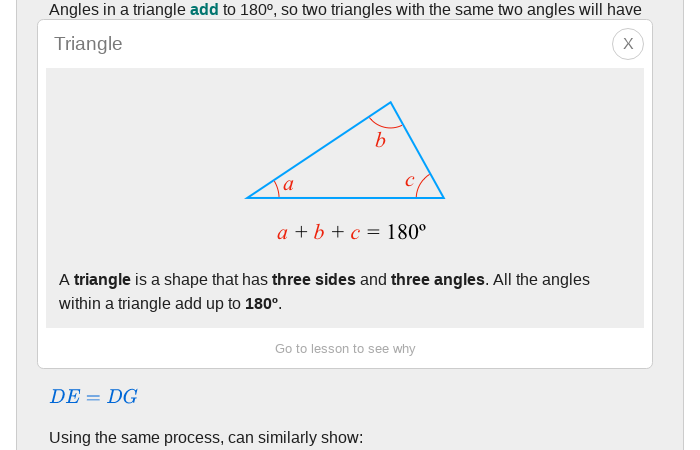 Angles in a triangle add to 180º, so two triangles with the same two angles will have
Triangle
X
b
a
c
a + b + c = 180º
A triangle is a shape that has three sides and three angles. All the angles
within a triangle add up to 180º.
Go to lesson to see why
DE = DG
Using the same process, can similarly show: